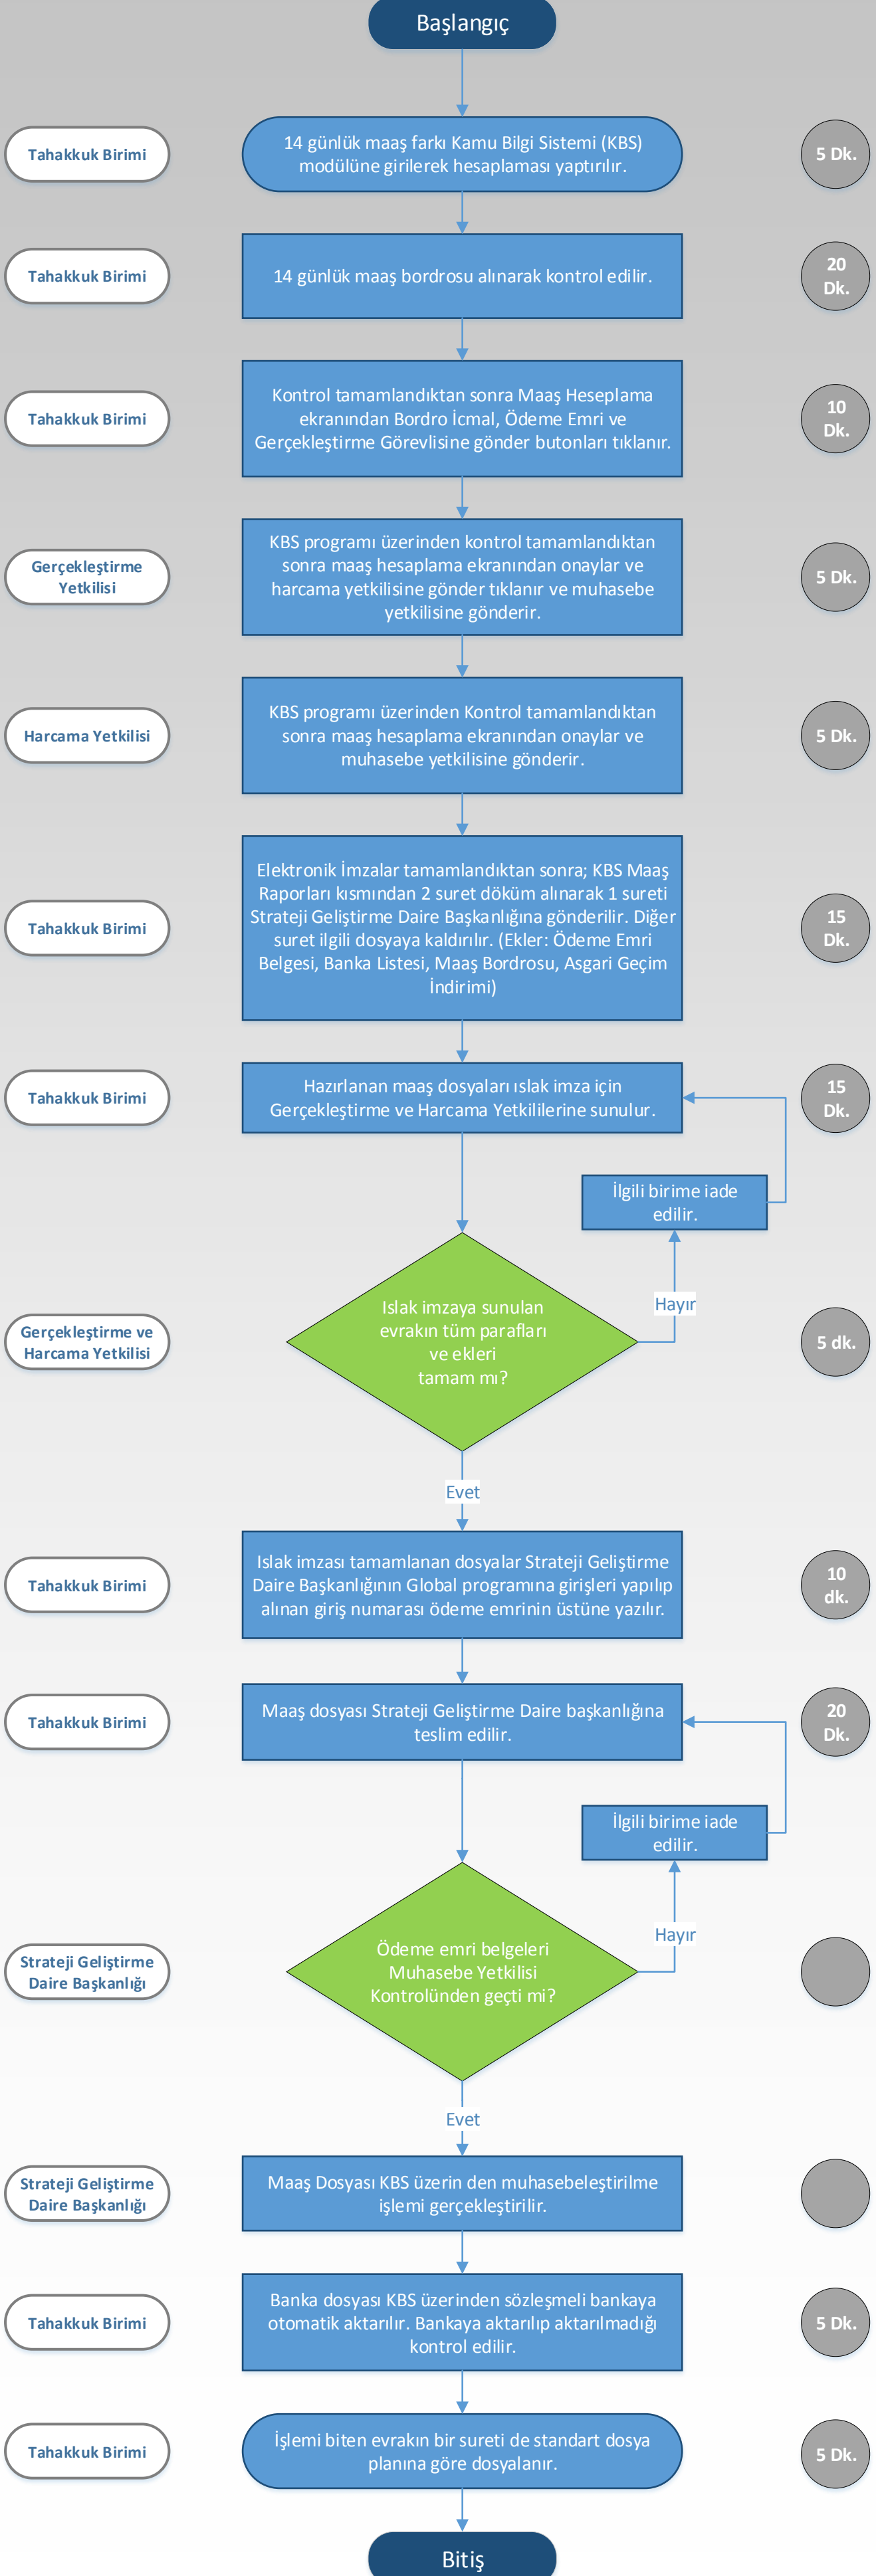 Başlangıç
Tahakkuk Birimi
14 günlük maaş farkı Kamu Bilgi Sistemi (KBS)
modülüne girilerek hesaplaması yaptırılır.
5 Dk.
Tahakkuk Birimi
14 günlük maaş bordrosu alınarak kontrol edilir.
20
Dk.
Tahakkuk Birimi
Kontrol tamamlandıktan sonra Maaş Heseplama
ekranından Bordro İcmal, Ödeme Emri ve
Gerçekleştirme Görevlisine gönder butonları tıklanır.
10
Dk.
Gerçekleştirme
Yetkilisi
KBS programı üzerinden kontrol tamamlandıktan
sonra maaş hesaplama ekranından onaylar ve
harcama yetkilisine gönder tıklanır ve muhasebe
yetkilisine gönderir.
5 Dk.
Harcama Yetkilisi
KBS programı üzerinden Kontrol tamamlandıktan
sonra maaş hesaplama ekranından onaylar ve
muhasebe yetkilisine gönderir.
5 Dk.
Tahakkuk Birimi
Elektronik İmzalar tamamlandıktan sonra; KBS Maaş
Raporları kısmından 2 suret döküm alınarak 1 sureti
Strateji Geliştirme Daire Başkanlığına gönderilir. Diğer
suret ilgili dosyaya kaldırılır. (Ekler: Ödeme Emri
Belgesi, Banka Listesi, Maaş Bordrosu, Asgari Geçim
İndirimi)
15
Dk.
Tahakkuk Birimi
Hazırlanan maaş dosyaları ıslak imza için
Gerçekleştirme ve Harcama Yetkililerine sunulur.
15
Dk.
İlgili birime iade
edilir.
Hayır
Gerçekleştirme ve
Harcama Yetkilisi
Islak imzaya sunulan
evrakın tüm parafları
ve ekleri
tamam mı?
5 dk.
Evet
Tahakkuk Birimi
Islak imzası tamamlanan dosyalar Strateji Geliştirme
Daire Başkanlığının Global programına girişleri yapılıp
alınan giriş numarası ödeme emrinin üstüne yazılır.
10
dk.
Tahakkuk Birimi
Maaş dosyası Strateji Geliştirme Daire başkanlığına
teslim edilir.
20
Dk.
İlgili birime iade
edilir.
Hayır
Strateji Geliştirme
Daire Başkanlığı
Ödeme emri belgeleri
Muhasebe Yetkilisi
Kontrolünden geçti mi?
Evet
Strateji Geliştirme
Daire Başkanlığı
Maaş Dosyası KBS üzerin den muhasebeleştirilme
işlemi gerçekleştirilir.
Tahakkuk Birimi
Banka dosyası KBS üzerinden sözleşmeli bankaya
otomatik aktarılır. Bankaya aktarılıp aktarılmadığı
kontrol edilir.
5 Dk.
Tahakkuk Birimi
İşlemi biten evrakın bir sureti de standart dosya
planına göre dosyalanır.
5 Dk.
Bitiş